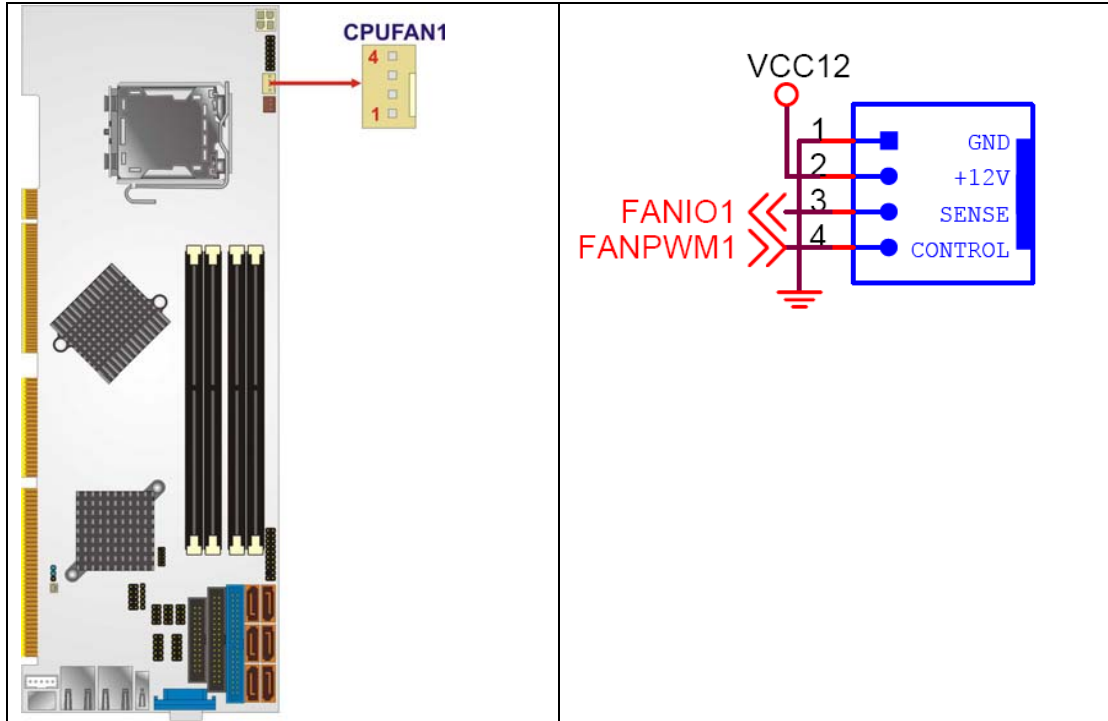 CPUFAN1
4
1
VCC12
1 GND
2 +12V
FANIO1 3 SENSE
FANPWM1 4 CONTROL